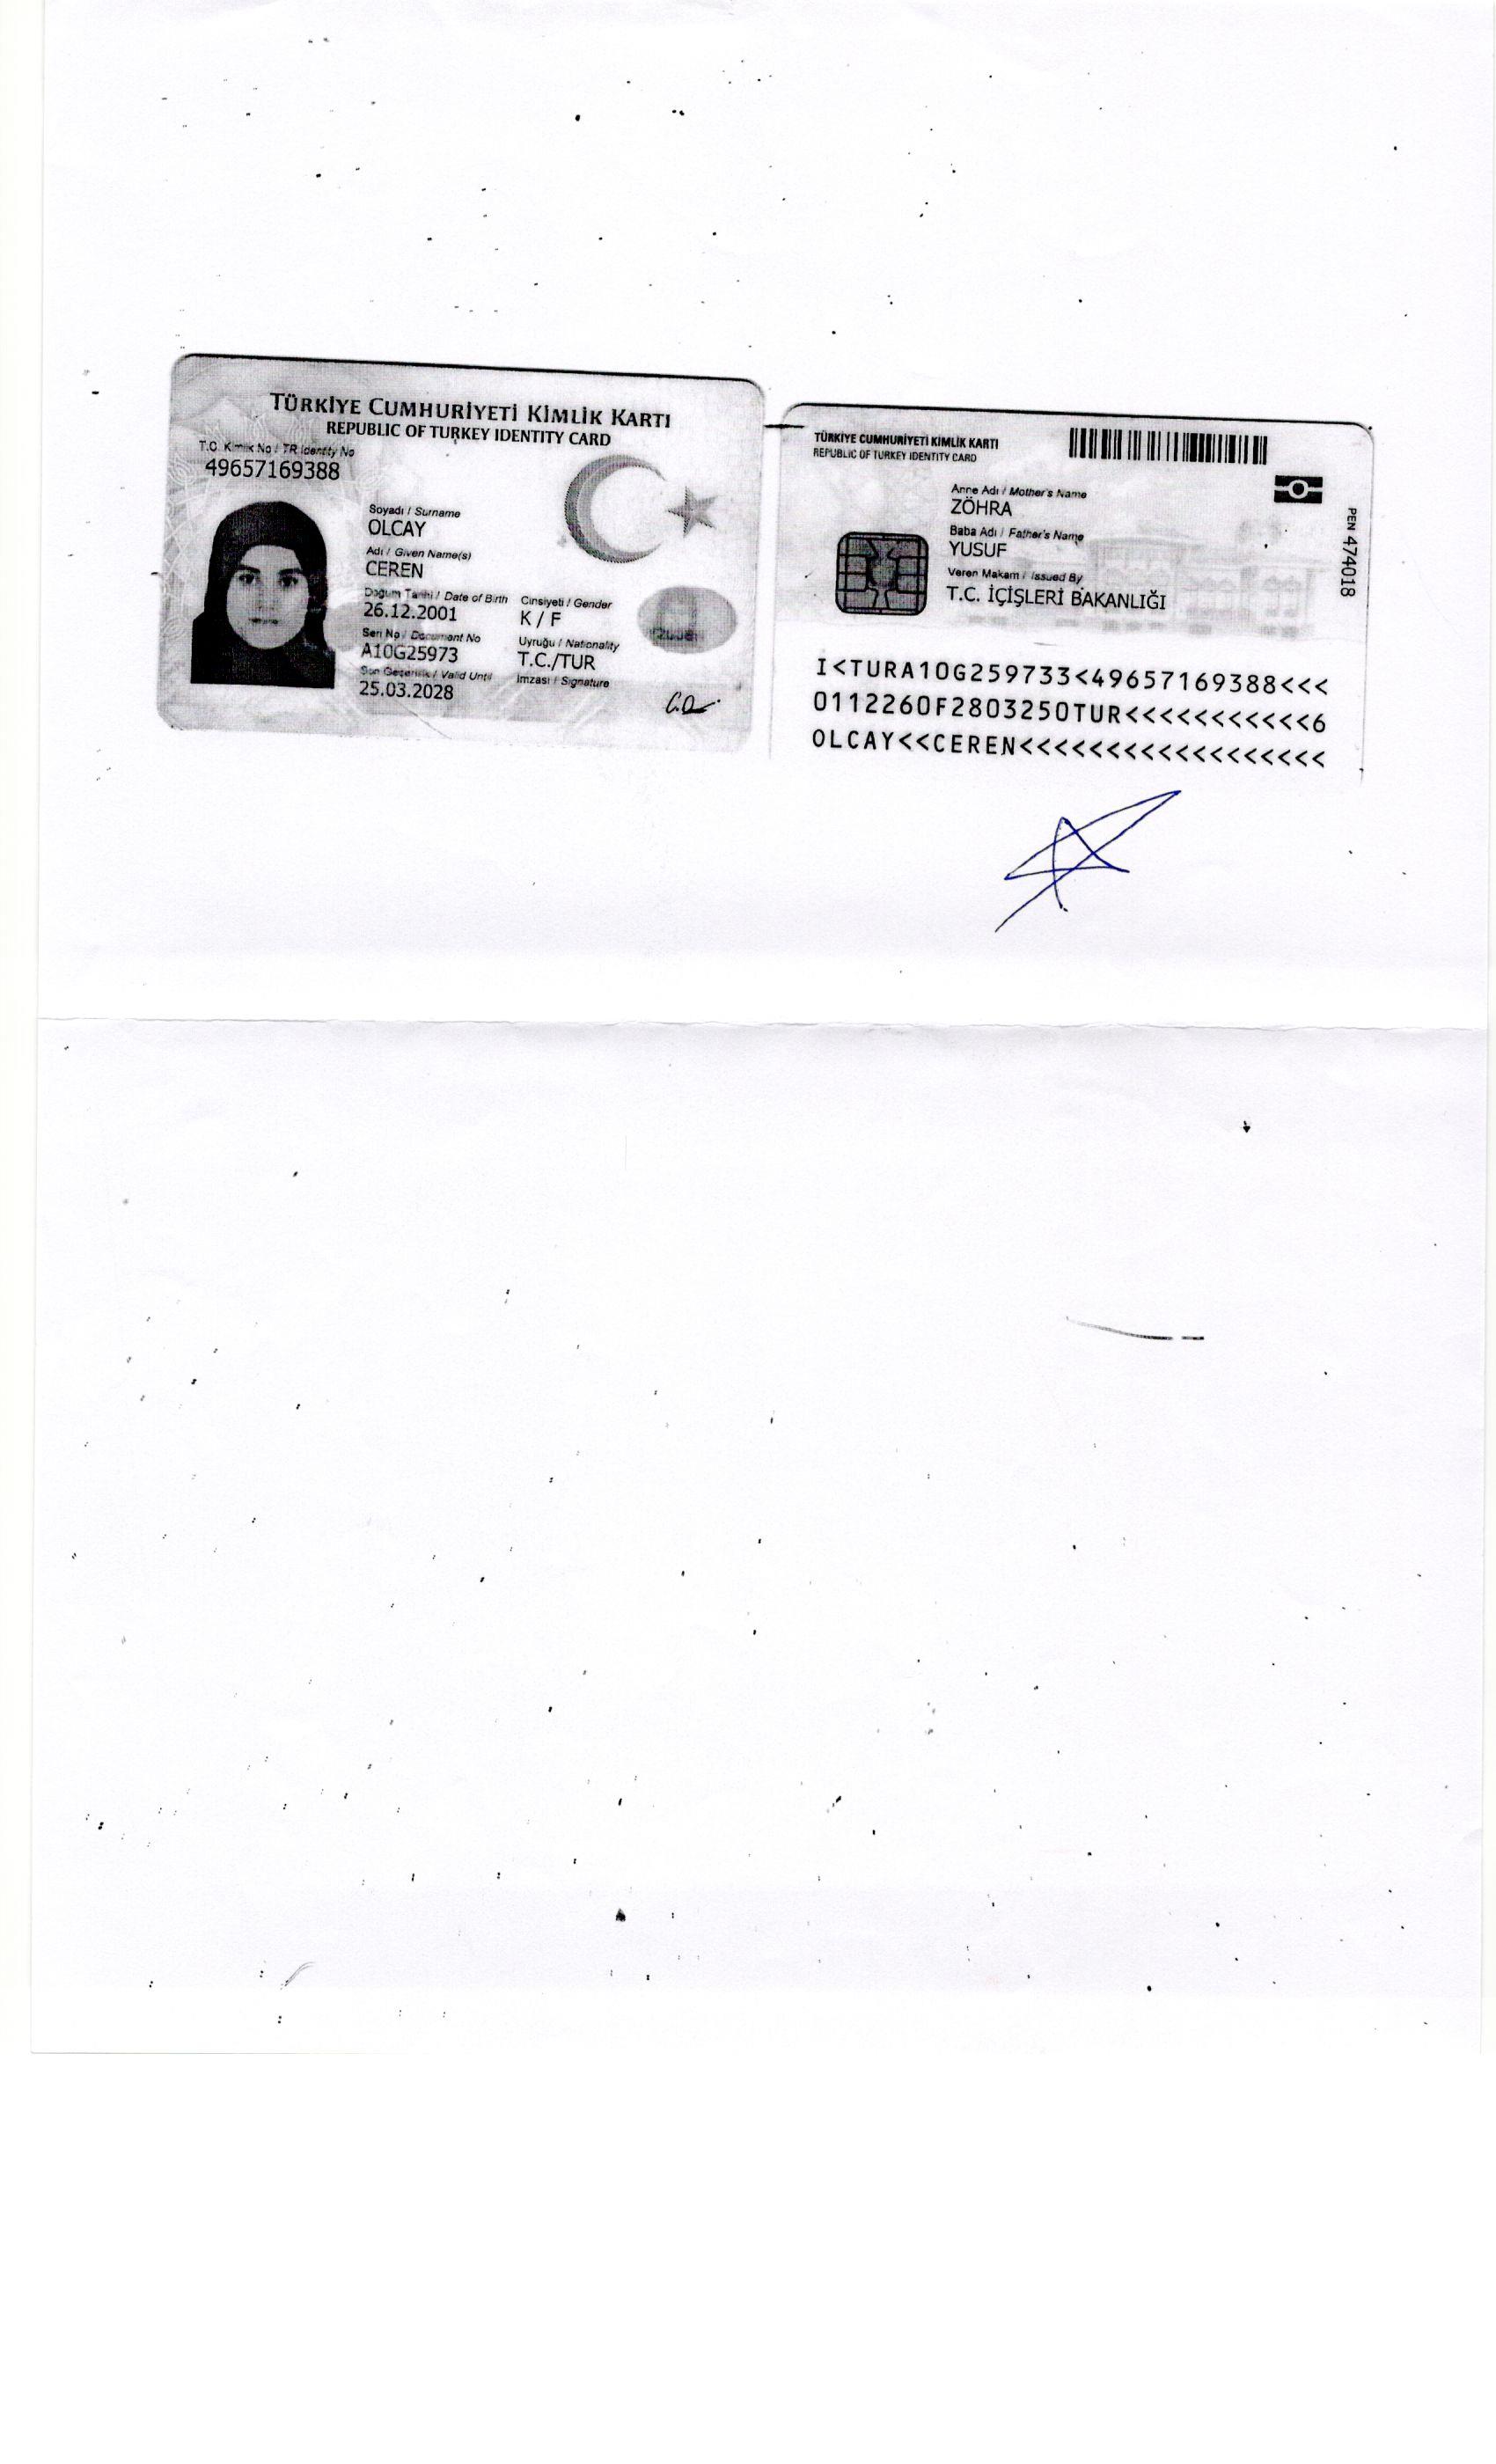 TÜRKİYE CUMHURİYETİ KİMLİK KARTI
REPUBLIC OF TURKEY IDENTITY CARD
T.C. Kimlik No / TR Identity No
49657169388
Soyadı / Surname
OLCAY
Adı / Given Name(s)
CEREN
Doğum Tarihi / Date of Birth Cinsiyeti / Gender
26.12.2001 K / F
Seri No / Document No Uyruğu / Nationality
A10G25973 T.C./TUR
Son Geçerlilik / Valid Until İmzası / Signature
25.03.2028
TÜRKİYE CUMHURİYETİ KİMLİK KARTI
REPUBLIC OF TURKEY IDENTITY CARD
Anne Adı / Mother's Name
ZÖHRA
Baba Adı / Father's Name
YUSUF
Veren Makam / Issued By
T.C. İÇİŞLERİ BAKANLIĞI
PEN 474018
I<TURA10G259733<49657169388<<<
0112260F2803250TUR<<<<<<<<<<<6
OLCAY<<CEREN<<<<<<<<<<<<<<<<<<